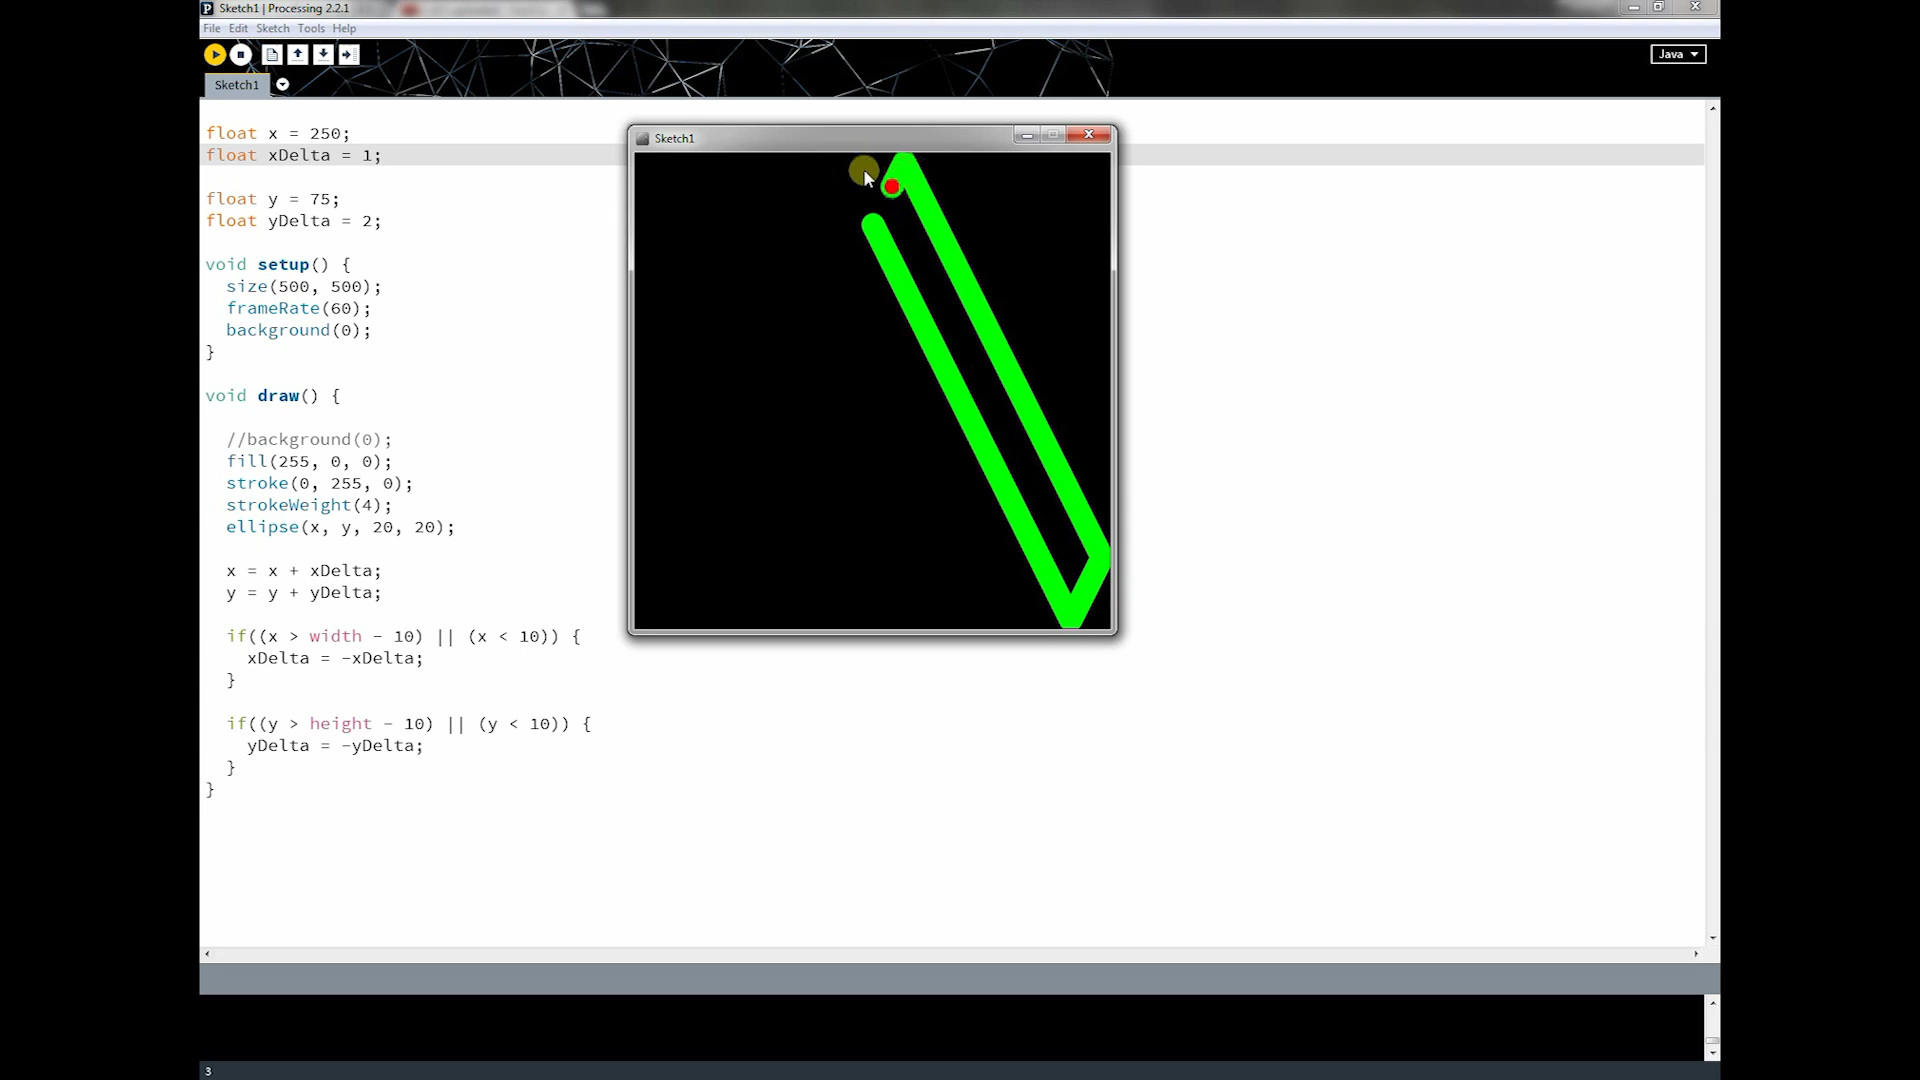 Sketch1 | Processing 2.2.1
File Edit Sketch Tools Help
Java
Sketch1
float x = 250;
float xDelta = 1;
float y = 75;
float yDelta = 2;
void setup() {
size(500, 500);
frameRate(60);
background(0);
}
void draw() {
//background(0);
fill(255, 0, 0);
stroke(0, 255, 0);
strokeWeight(4);
ellipse(x, y, 20, 20);
x = x + xDelta;
y = y + yDelta;
if((x > width - 10) || (x < 10)) {
xDelta = -xDelta;
}
if((y > height - 10) || (y < 10)) {
yDelta = -yDelta;
}
}
Sketch1
3